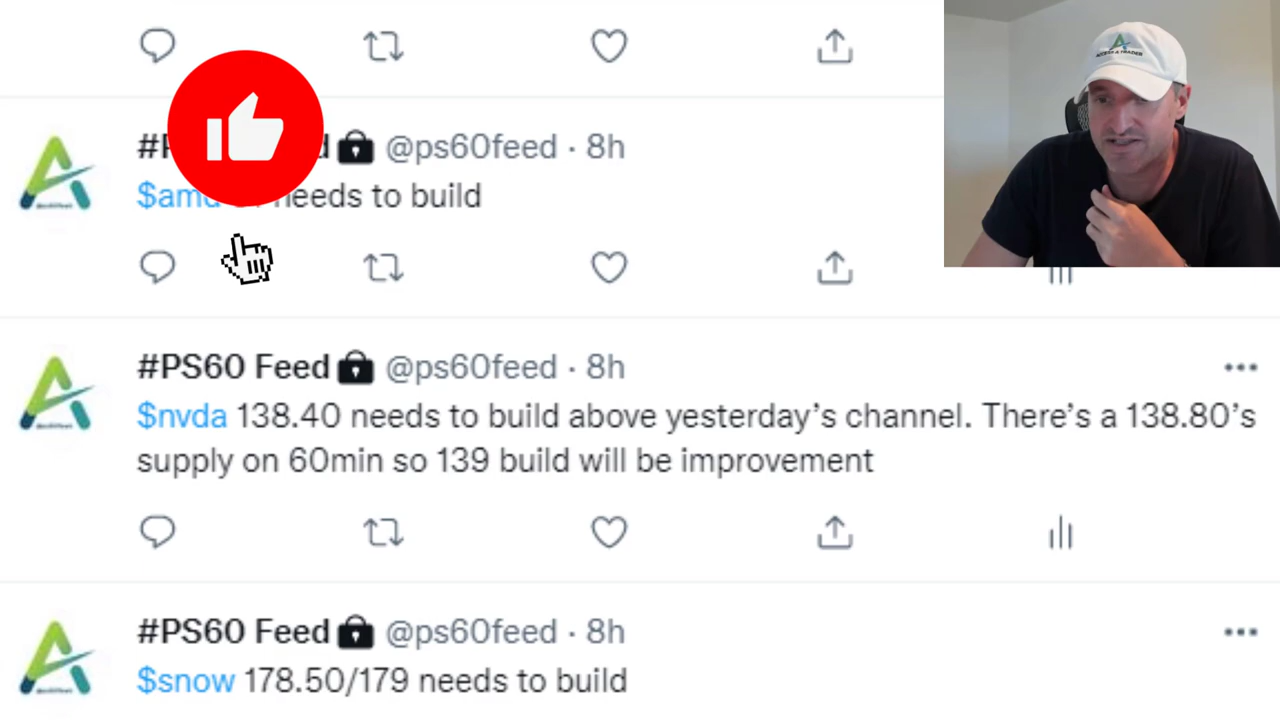 @ps60feed · 8h
$amd needs to build
#PS60 Feed @ps60feed · 8h
$nvda 138.40 needs to build above yesterday’s channel. There’s a 138.80’s
supply on 60min so 139 build will be improvement
#PS60 Feed @ps60feed · 8h
$snow 178.50/179 needs to build